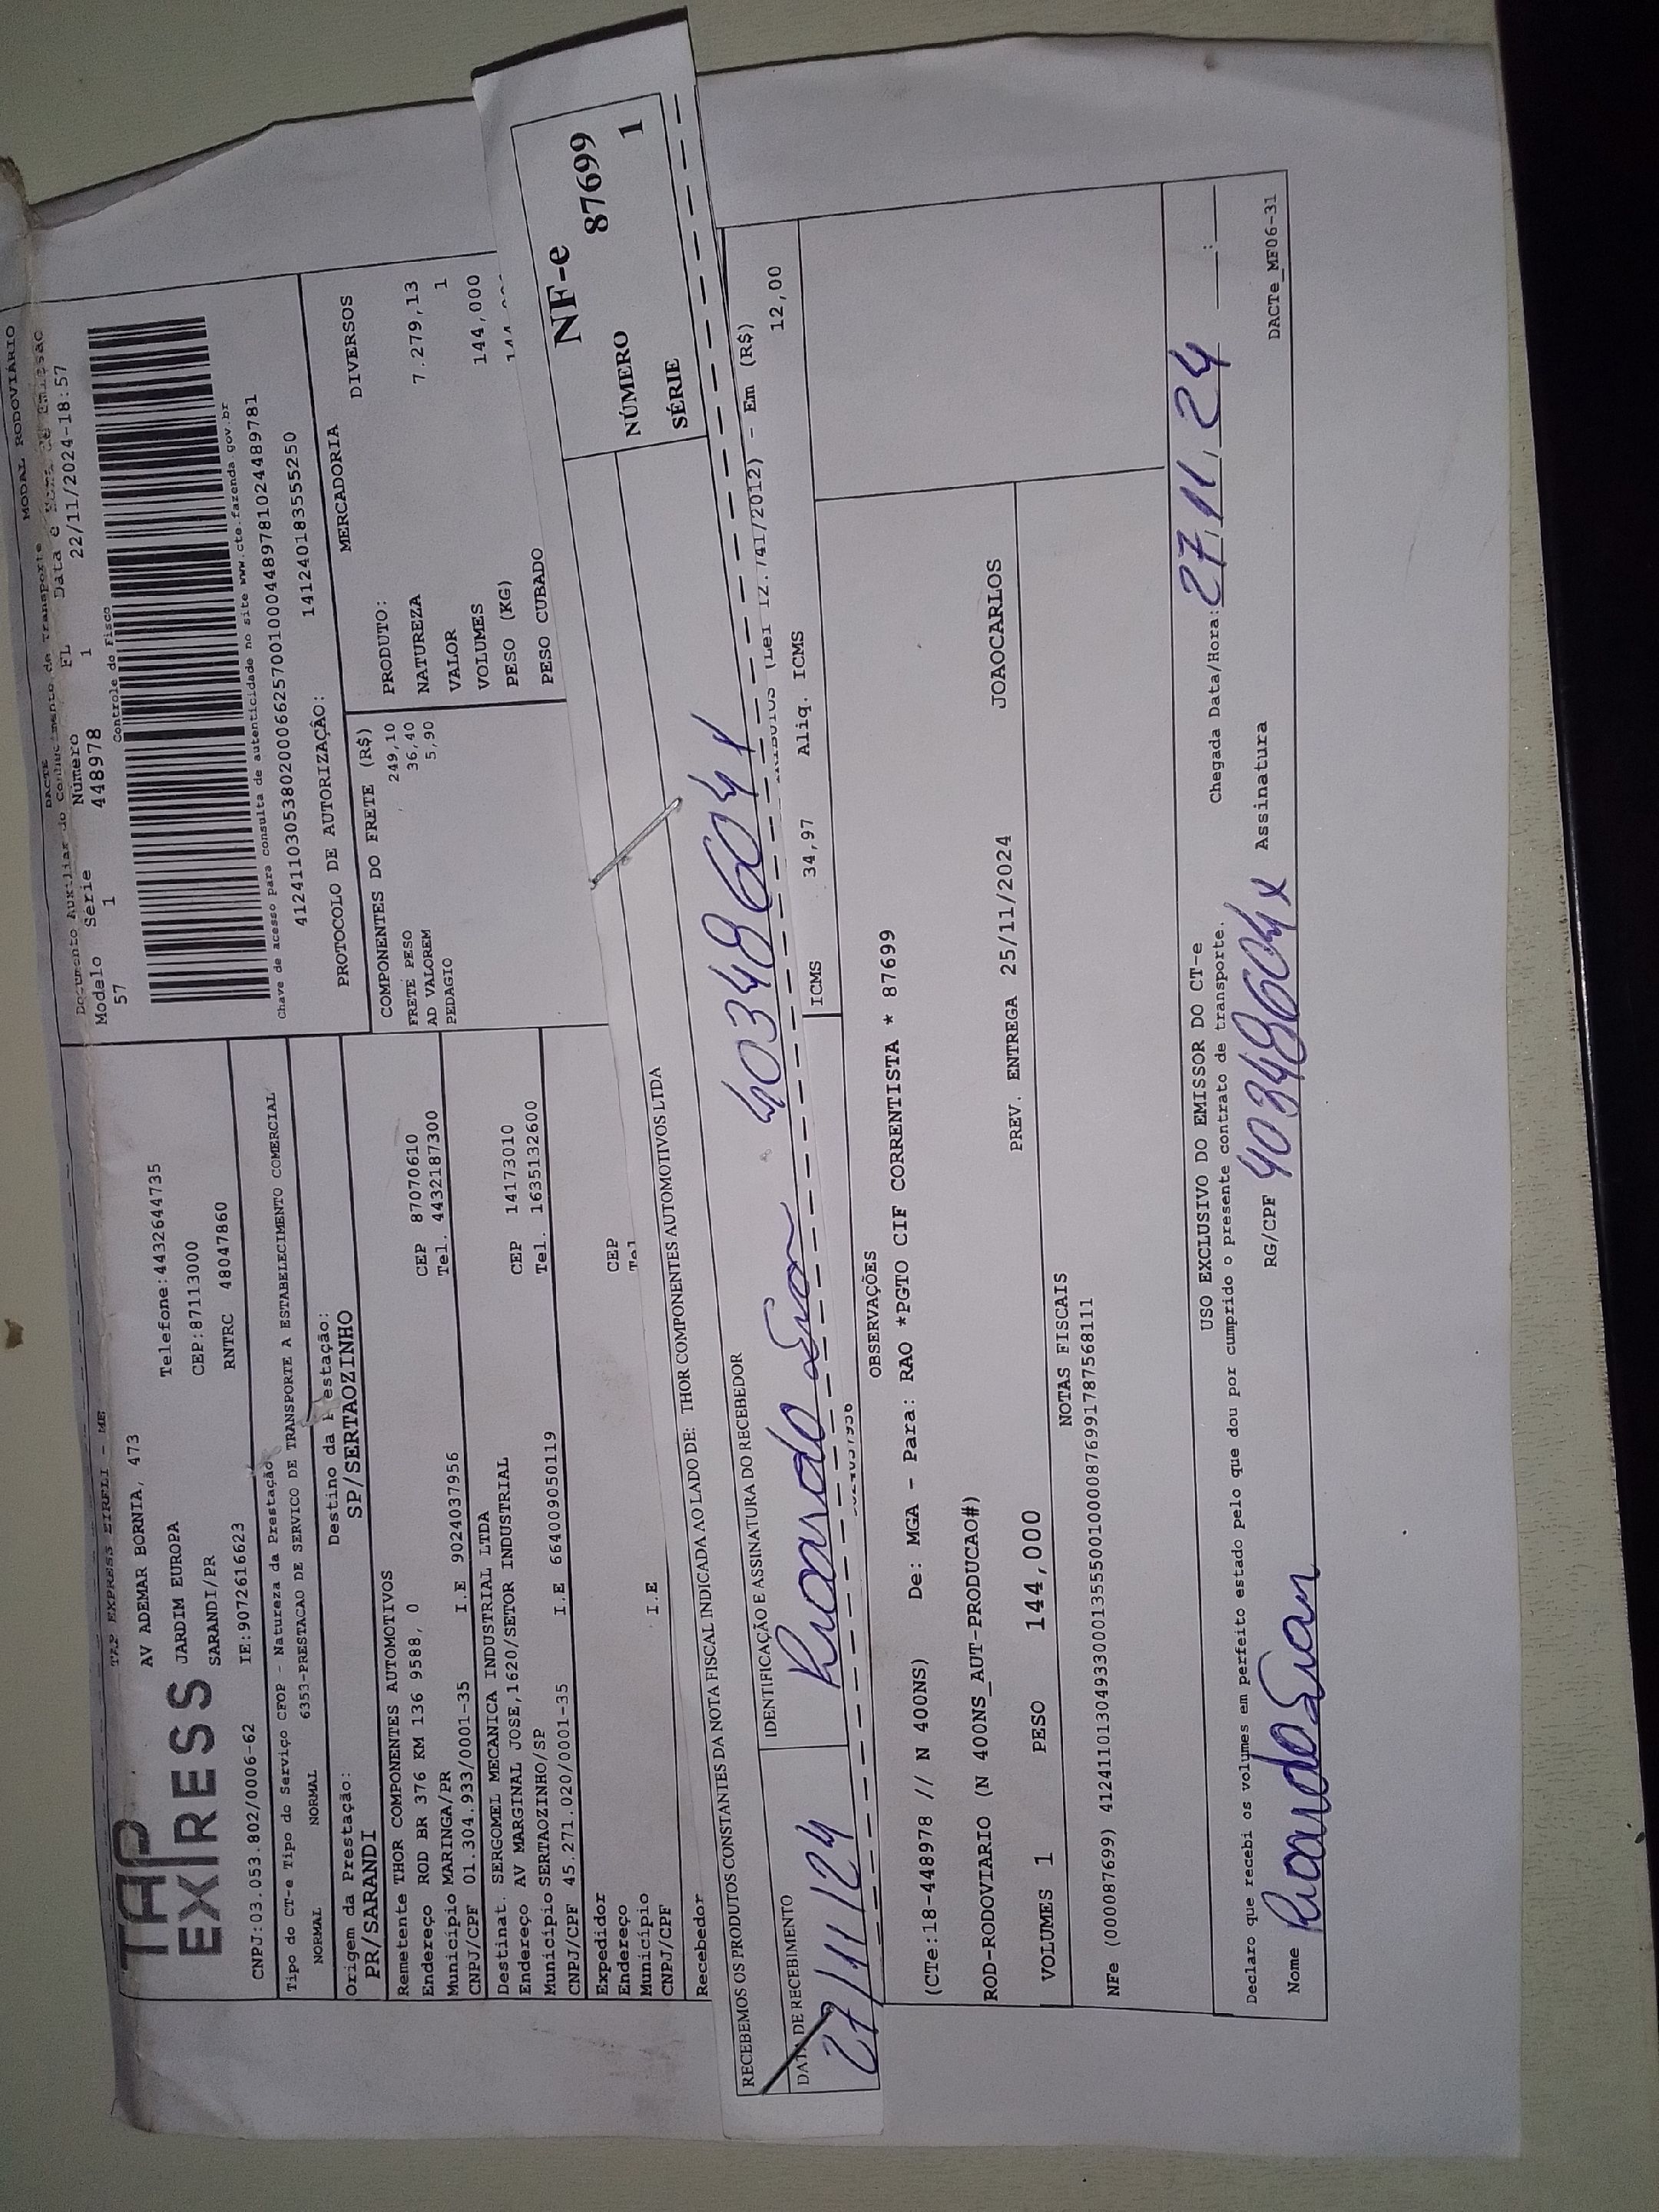 TAP EXPRESS EIRELI - ME
TAP
EXPRESS
AV ADEMAR BORNIA, 473
JARDIM EUROPA
SARANDI/PR
Telefone:4432644735
CEP:87113000
RNTRC 48047860
CNPJ:03.053.802/0006-62 IE:9072616623
DACTE
MODAL RODOVIÁRIO
Documento Auxiliar do Conhecimento de Transporte
Modelo Série Número FL Data e Hora de Emissão
57 1 448978 1 22/11/2024-18:57
Controle do Fisco
Chave de acesso para consulta de autenticidade no site www.cte.fazenda.gov.br
41241103053802000662570010004489781024489781
PROTOCOLO DE AUTORIZAÇÃO: 141240183555250
Tipo do CT-e Tipo do Serviço CFOP - Natureza da Prestação
NORMAL NORMAL 6353-PRESTACAO DE SERVICO DE TRANSPORTE A ESTABELECIMENTO COMERCIAL
Origem da Prestação:
PR/SARANDI
Destino da estação:
SP/SERTAOZINHO
Remetente THOR COMPONENTES AUTOMOTIVOS
Endereço ROD BR 376 KM 136 9588, 0 CEP 87070610
Município MARINGA/PR Tel. 4432187300
CNPJ/CPF 01.304.933/0001-35 I.E 9024037956
Destinat. SERGOMEL MECANICA INDUSTRIAL LTDA
Endereço AV MARGINAL JOSE,1620/SETOR INDUSTRIAL CEP 14173010
Município SERTAOZINHO/SP Tel. 1635132600
CNPJ/CPF 45.271.020/0001-35 I.E 664009050119
Expedidor
Endereço CEP
Município Tel
CNPJ/CPF I.E
Recebedor
COMPONENTES DO FRETE (R$)
FRETE PESO 249,10
AD VALOREM 36,40
PEDAGIO 5,90
MERCADORIA
PRODUTO: DIVERSOS
NATUREZA
VALOR 7.279,13
VOLUMES 1
PESO (KG) 144,000
PESO CUBADO
NF-e
NÚMERO 87699
SÉRIE 1
RECEBEMOS OS PRODUTOS CONSTANTES DA NOTA FISCAL INDICADA AO LADO DE: THOR COMPONENTES AUTOMOTIVOS LTDA
DATA DE RECEBIMENTO IDENTIFICAÇÃO E ASSINATURA DO RECEBEDOR
27/11/24 Ricardo 40348604x
(Lei 12.741/2012) - Em (R$)
ICMS 34,97 Aliq. ICMS 12,00
OBSERVAÇÕES
(CTe:18-448978 // N 400NS) De: MGA - Para: RAO *PGTO CIF CORRENTISTA * 87699
ROD-RODOVIARIO (N 400NS_AUT-PRODUCAO#)
VOLUMES 1 PESO 144,000 PREV. ENTREGA 25/11/2024 JOAOCARLOS
NOTAS FISCAIS
NFe (000087699) 41241101304933000135550010000876991787568111
USO EXCLUSIVO DO EMISSOR DO CT-e
Declaro que recebi os volumes em perfeito estado pelo que dou por cumprido o presente contrato de transporte. Chegada Data/Hora: 27,11,24 :
Nome Ricardo RG/CPF 40348604x Assinatura
DACTe_MF06-31